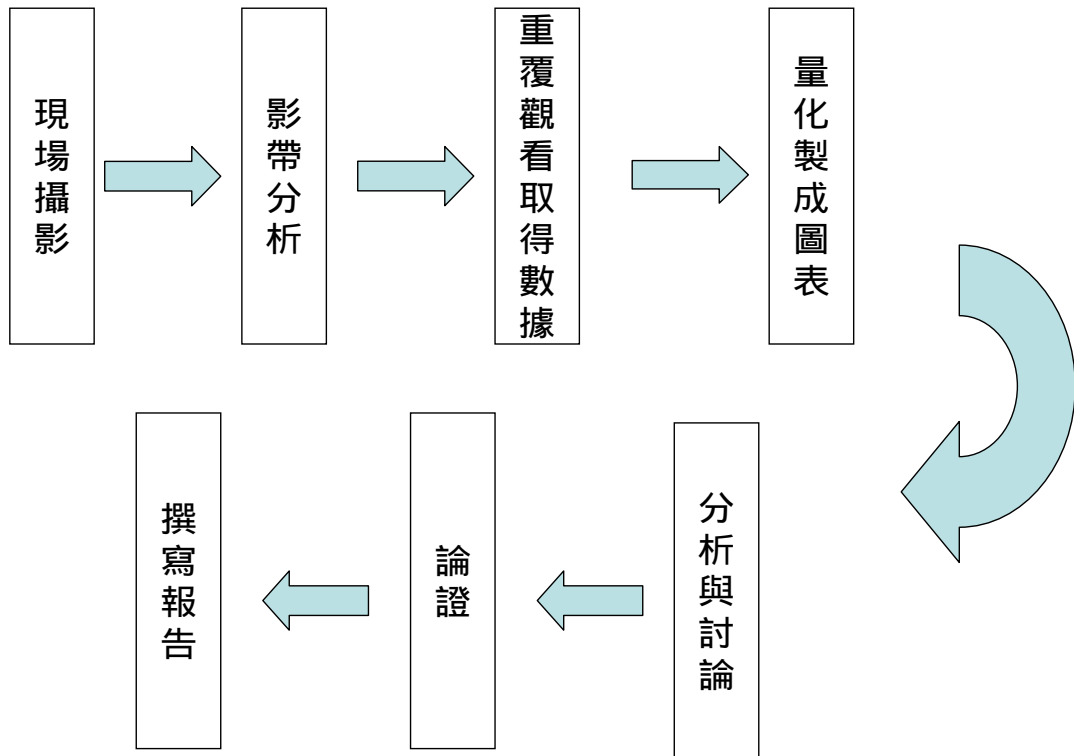 現場攝影
影帶分析
重覆觀看取得數據
量化製成圖表
分析與討論
論證
撰寫報告